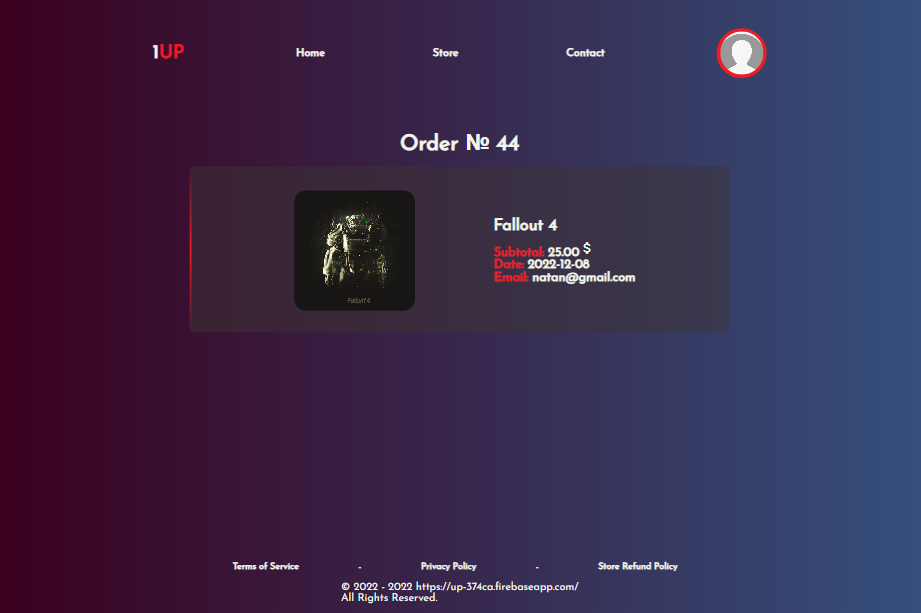 1UP
Home
Store
Contact
Order № 44
Fallout 4
Fallout 4
Subtotal: 25.00 $
Date: 2022-12-08
Email: natan@gmail.com
Terms of Service - Privacy Policy - Store Refund Policy
© 2022 - 2022 https://up-374ca.firebaseapp.com/
All Rights Reserved.